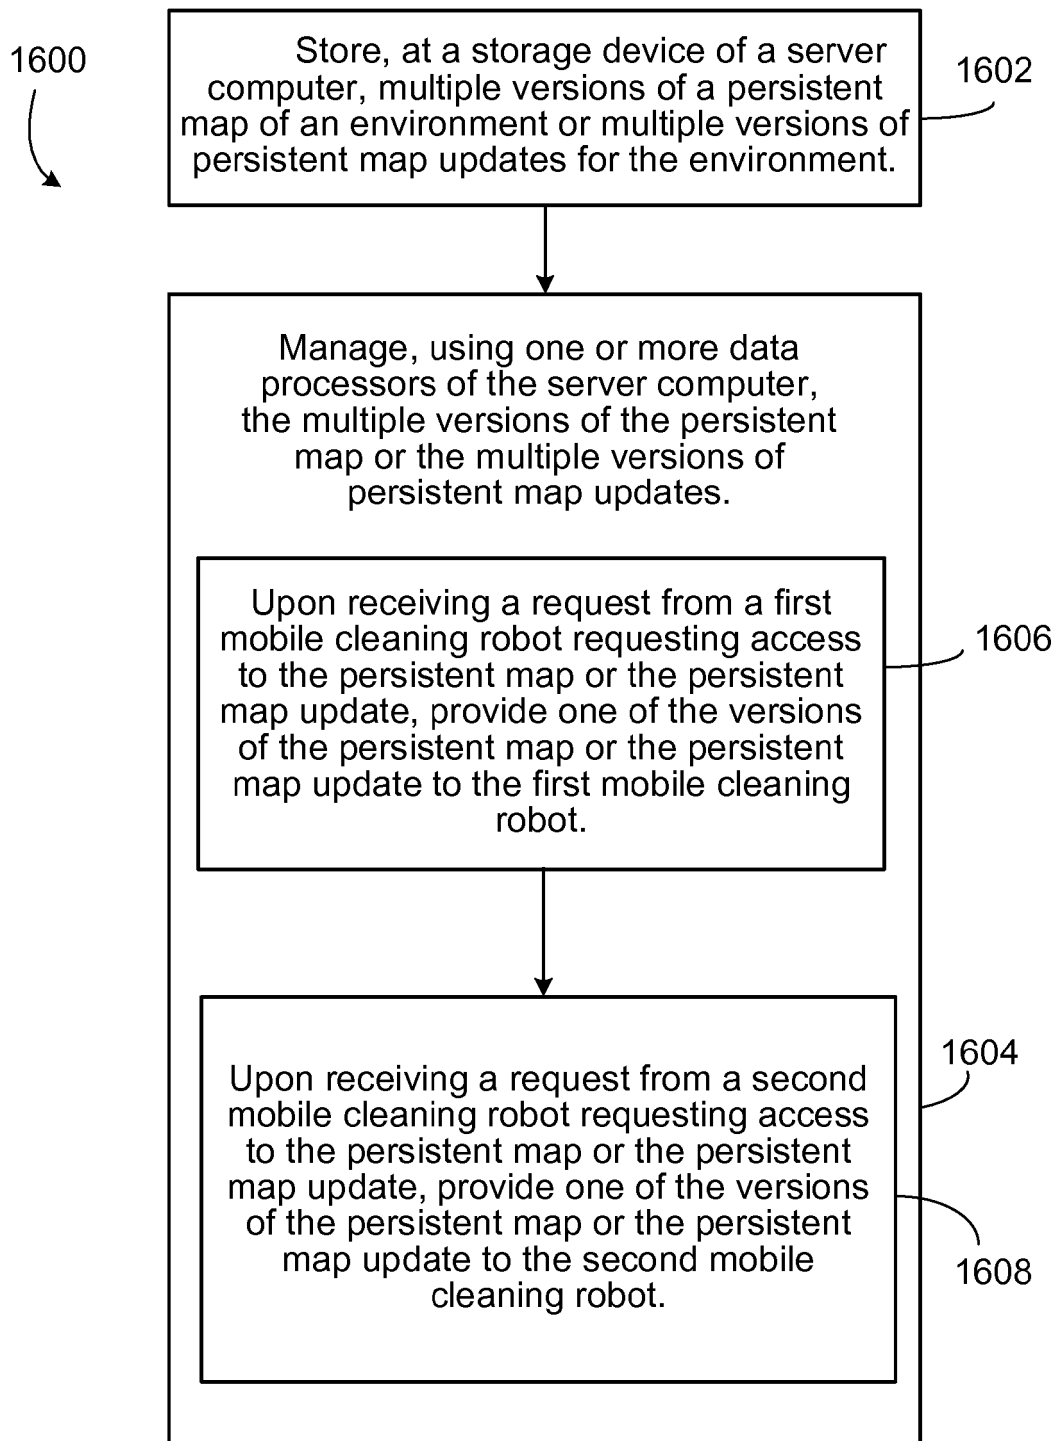 1600
Store, at a storage device of a server
computer, multiple versions of a persistent
map of an environment or multiple versions of
persistent map updates for the environment.
1602
Manage, using one or more data
processors of the server computer,
the multiple versions of the persistent
map or the multiple versions of
persistent map updates.
Upon receiving a request from a first
mobile cleaning robot requesting access
to the persistent map or the persistent
map update, provide one of the versions
of the persistent map or the persistent
map update to the first mobile cleaning
robot.
1606
Upon receiving a request from a second
mobile cleaning robot requesting access
to the persistent map or the persistent
map update, provide one of the versions
of the persistent map or the persistent
map update to the second mobile
cleaning robot.
1604
1608